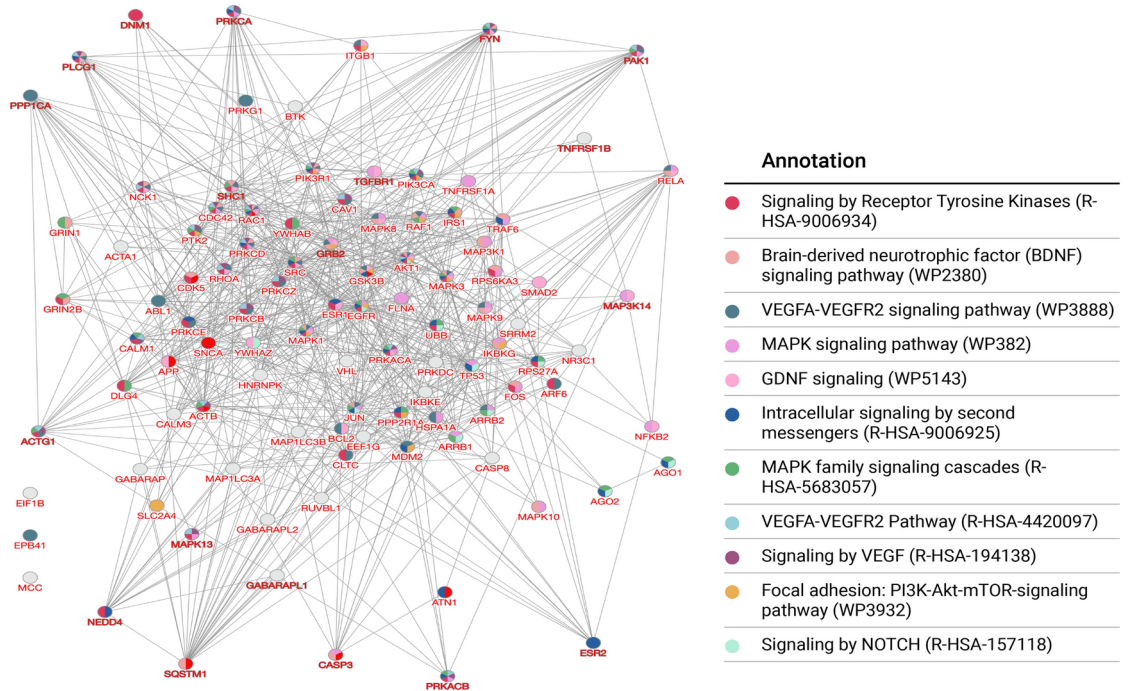 DNM1
PRKCA
FYN
ITGB1
PAK1
PLCG1
PPP1CA
PRKG1
BTK
TNFRSF1B
RELA
PIK3R1
TGFBR1
PIK3CA
TNFRSF1A
NCK1
SHC1
CDC42
RAC1
CAV1
MAPK8
RAF1
IRS1
TRAF6
GRIN1
PTK2
YWHAB
ACTA1
PRKCD
GRB2
MAP3K1
SRC
AKT1
RHOA
CDK5
PRKCZ
GSK3B
MAPK3
RPS6KA3
SMAD2
MAP3K14
GRIN2B
ABL1
PRKCB
ESR1
EGFR
FLNA
MAPK9
PRKCE
MAPK1
UBB
SRRM2
CALM1
SNCA
YWHAZ
IKBKG
NR3C1
APP
VHL
PRKACA
PRKDC
TP53
RPS27A
HNRNPK
DLG4
FOS
ARF6
IKBKE
ACTB
CALM3
JUN
PPP2R1A
HSPA1A
ARRB2
ACTG1
MAP1LC3B
BCL2
EEF1G
ARRB1
NFKB2
CLTC
MDM2
CASP8
AGO1
GABARAP
MAP1LC3A
EIF1B
SLC2A4
RUVBL1
AGO2
MAPK10
GABARAPL2
EPB41
MAPK13
MCC
GABARAPL1
ATN1
NEDD4
ESR2
SQSTM1
CASP3
PRKACB
Annotation
Signaling by Receptor Tyrosine Kinases (R-
HSA-9006934)
Brain-derived neurotrophic factor (BDNF)
signaling pathway (WP2380)
VEGFA-VEGFR2 signaling pathway (WP3888)
MAPK signaling pathway (WP382)
GDNF signaling (WP5143)
Intracellular signaling by second
messengers (R-HSA-9006925)
MAPK family signaling cascades (R-
HSA-5683057)
VEGFA-VEGFR2 Pathway (R-HSA-4420097)
Signaling by VEGF (R-HSA-194138)
Focal adhesion: PI3K-Akt-mTOR-signaling
pathway (WP3932)
Signaling by NOTCH (R-HSA-157118)